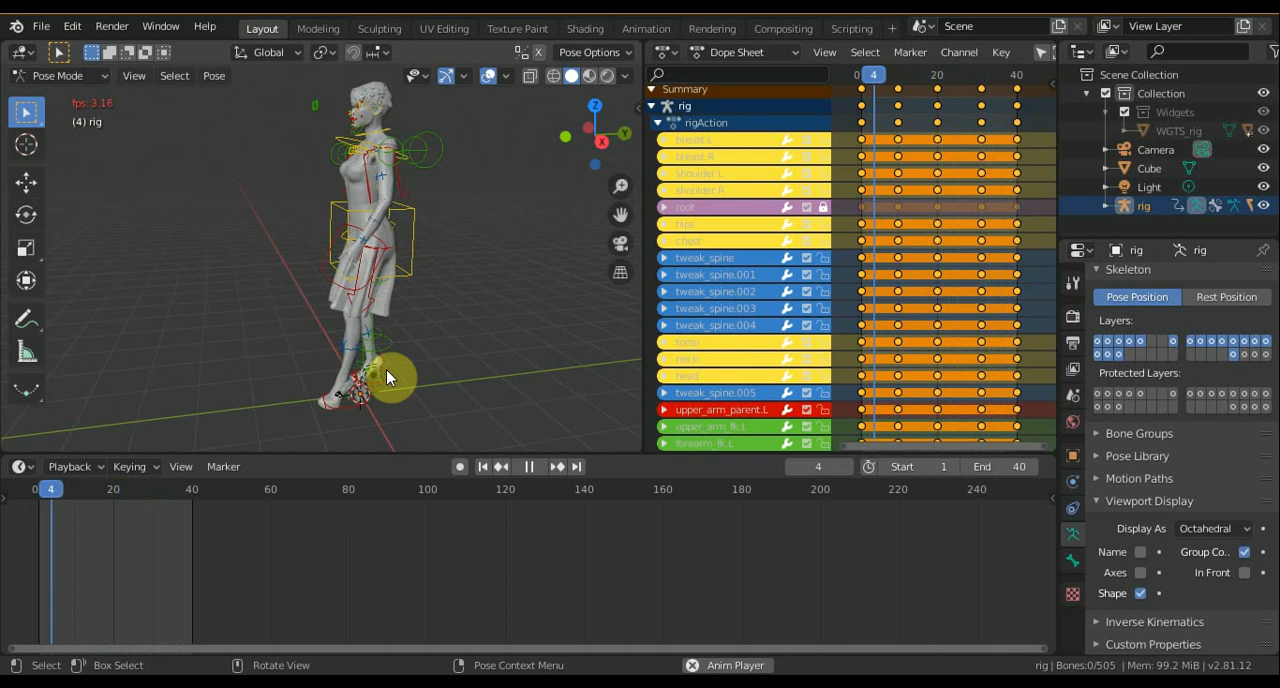 File Edit Render Window Help Layout Modeling Sculpting UV Editing Texture Paint Shading Animation Rendering Compositing Scripting + Scene View Layer
Global Pose Options Dope Sheet View Select Marker Channel Key
Pose Mode View Select Pose
0 4 20 40
Scene Collection
Collection
Widgets
WGTS_rig
Camera
Cube
Light
rig
fps: 3.16
(4) rig
Z
Y
X
Summary
rig
rigAction
breast.L
breast.R
shoulder.L
shoulder.R
root
hips
chest
tweak_spine
tweak_spine.001
tweak_spine.002
tweak_spine.003
tweak_spine.004
torso
neck
head
tweak_spine.005
upper_arm_parent.L
upper_arm_fk.L
forearm_fk.L
rig rig
Skeleton
Pose Position Rest Position
Layers:
Protected Layers:
Bone Groups
Pose Library
Motion Paths
Viewport Display
Display As Octahedral
Name Group Co..
Axes In Front
Shape
Inverse Kinematics
Custom Properties
Playback Keying View Marker 4 Start 1 End 40
0 4 20 40 60 80 100 120 140 160 180 200 220 240
Select Box Select Rotate View Pose Context Menu Anim Player rig | Bones:0/505 | Mem: 99.2 MiB | v2.81.12